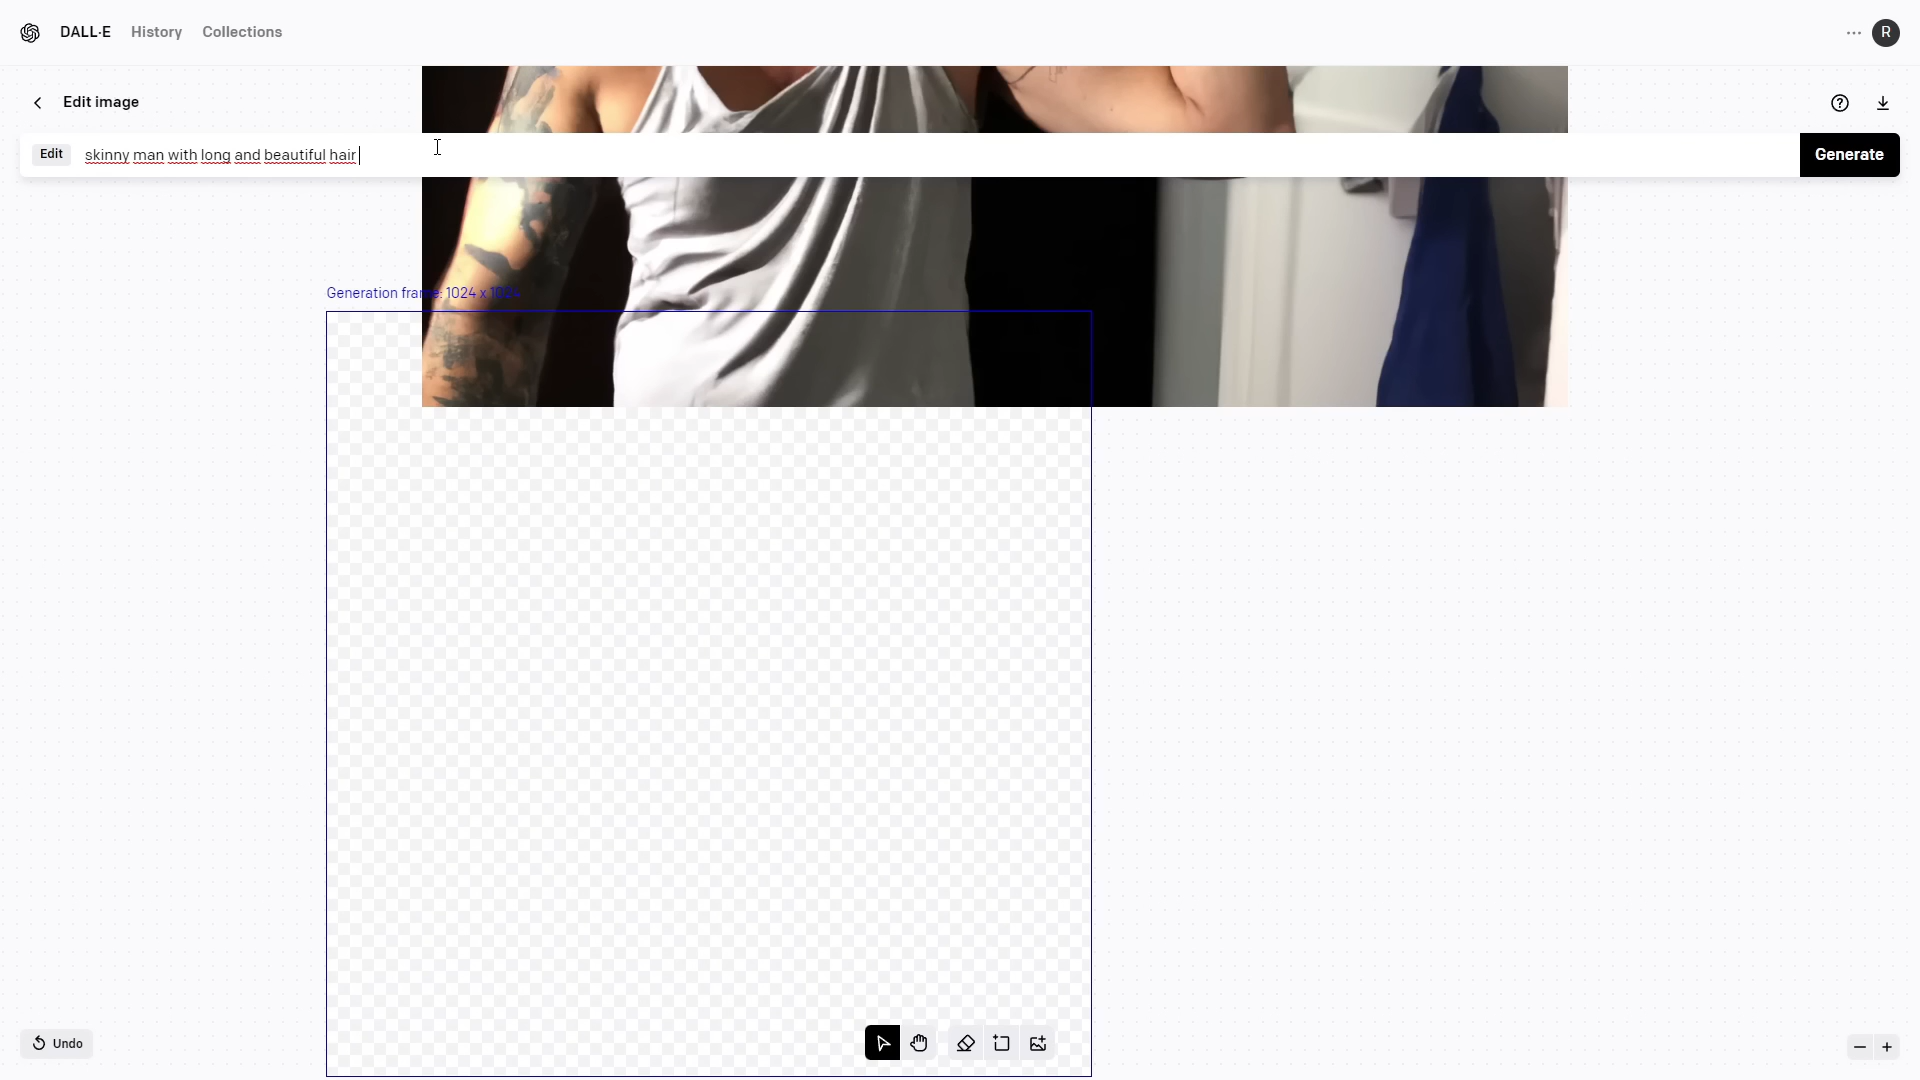 DALL·E History Collections R
Edit image
Edit skinny man with long and beautiful hair Generate
Generation frame: 1024 x 1024
Undo